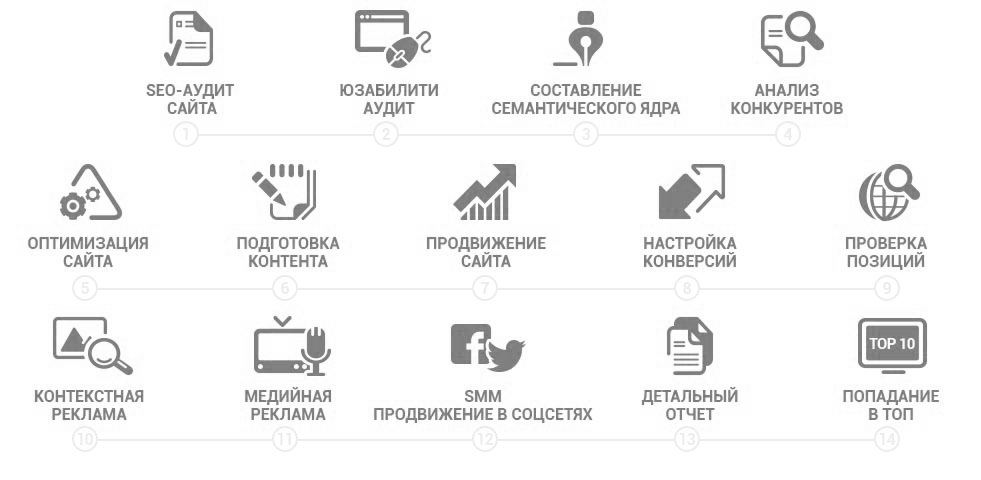 SEO-АУДИТ
САЙТА
ЮЗАБИЛИТИ
АУДИТ
СОСТАВЛЕНИЕ
СЕМАНТИЧЕСКОГО ЯДРА
АНАЛИЗ
КОНКУРЕНТОВ
1
2
3
4
ОПТИМИЗАЦИЯ
САЙТА
ПОДГОТОВКА
КОНТЕНТА
ПРОДВИЖЕНИЕ
САЙТА
НАСТРОЙКА
КОНВЕРСИЙ
ПРОВЕРКА
ПОЗИЦИЙ
5
6
7
8
9
КОНТЕКСТНАЯ
РЕКЛАМА
МЕДИЙНАЯ
РЕКЛАМА
f
SMM
ПРОДВИЖЕНИЕ В СОЦСЕТЯХ
ДЕТАЛЬНЫЙ
ОТЧЕТ
TOP 10
ПОПАДАНИЕ
В ТОП
10
11
12
13
14